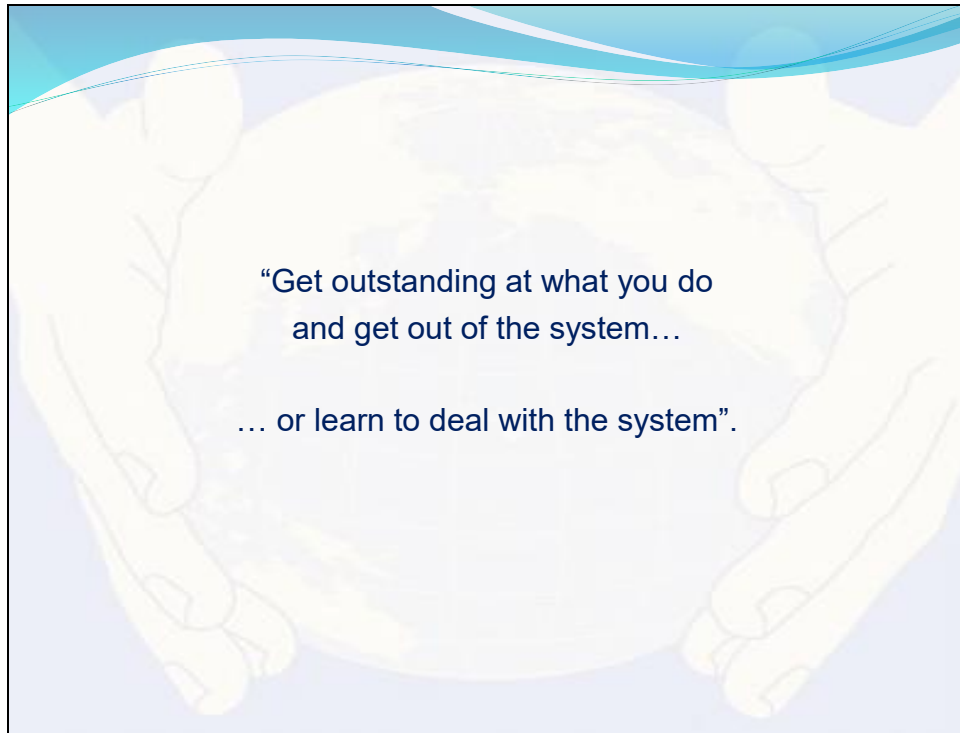 “Get outstanding at what you do
and get out of the system…
… or learn to deal with the system”.